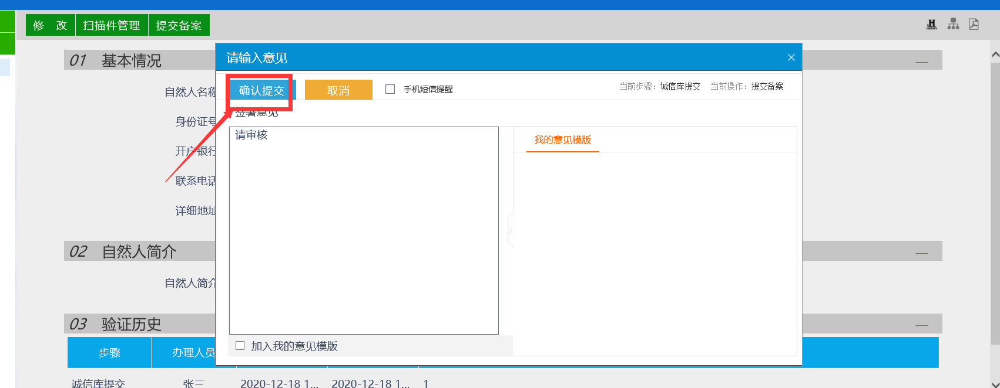 修 改 扫描件管理 提交备案
H
01 基本情况
请输入意见
确认提交 取消 手机短信提醒 当前步骤：诚信库提交 当前操作：提交备案
签署意见
请审核
我的意见模版
加入我的意见模版
自然人名称
身份证号
开户银行
联系电话
详细地址
02 自然人简介
自然人简介
03 验证历史
步骤 办理人员
诚信库提交 张三 2020-12-18 1... 2020-12-18 1... 1